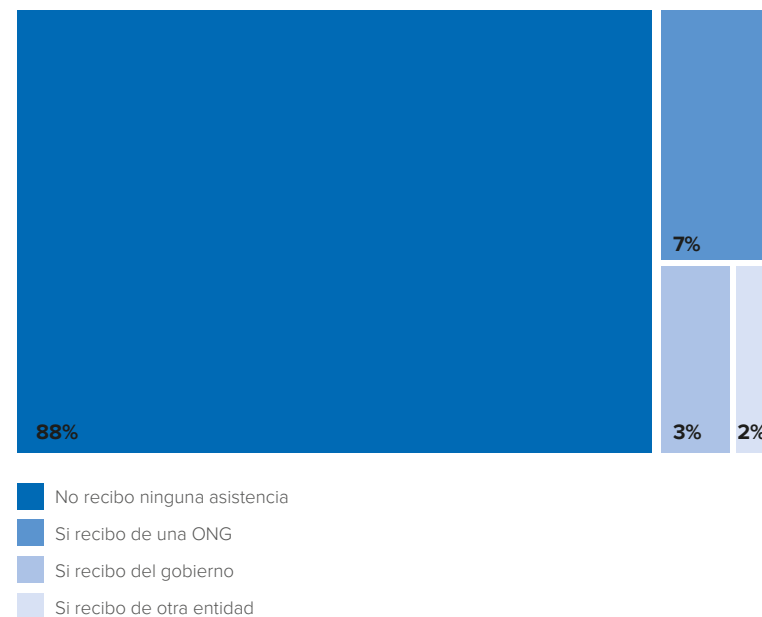 7%
88%
3%
2%
No recibo ninguna asistencia
Si recibo de una ONG
Si recibo del gobierno
Si recibo de otra entidad